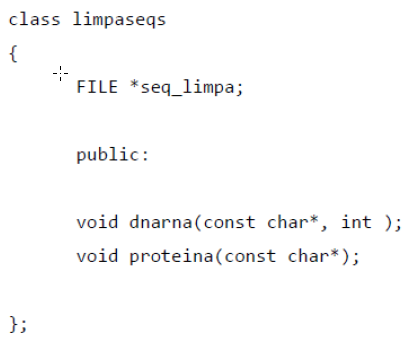 class limpaseqs
{
FILE *seq_limpa;
public:
void dnarna(const char*, int );
void proteina(const char*);
};